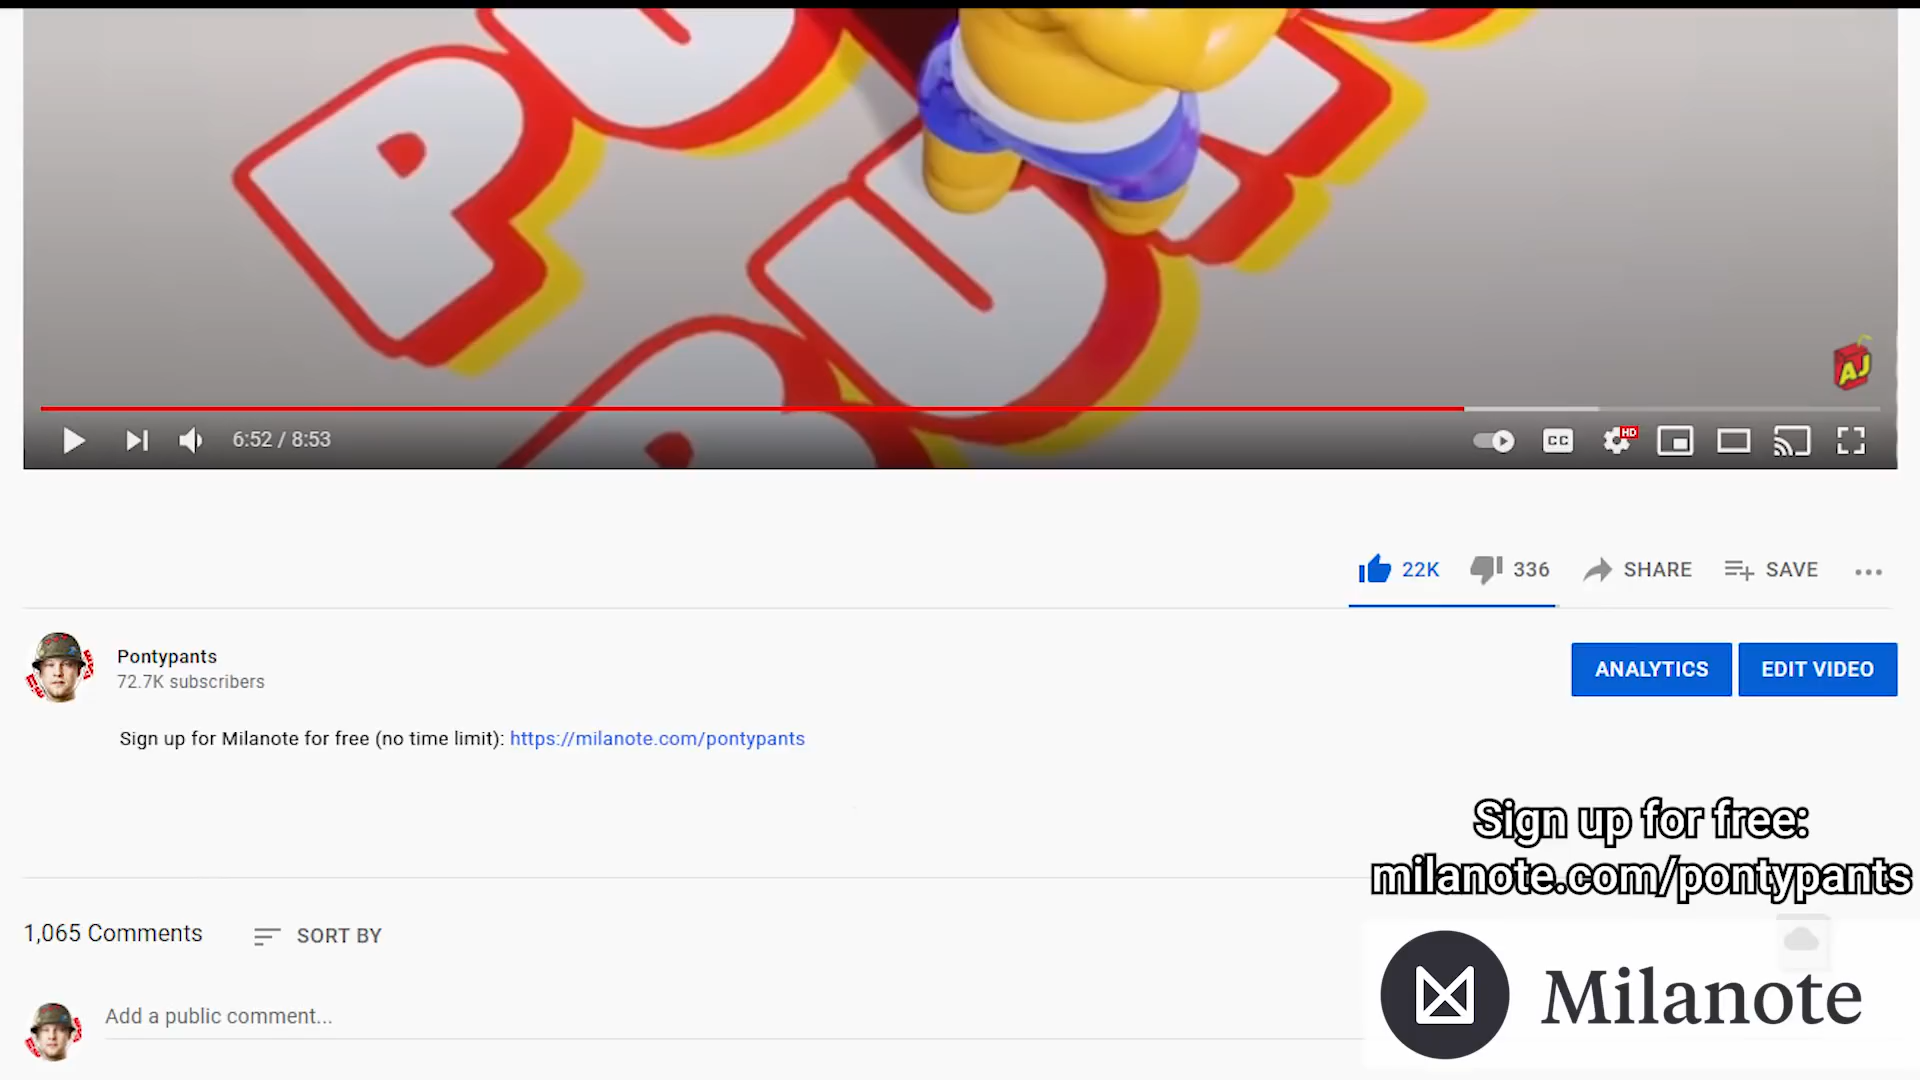 PU
PUP
P
AJ
6:52 / 8:53
CC
HD
22K
336
SHARE
SAVE
Pontypants
72.7K subscribers
ANALYTICS
EDIT VIDEO
Sign up for Milanote for free (no time limit): https://milanote.com/pontypants
Sign up for free:
milanote.com/pontypants
1,065 Comments
SORT BY
Milanote
Add a public comment...